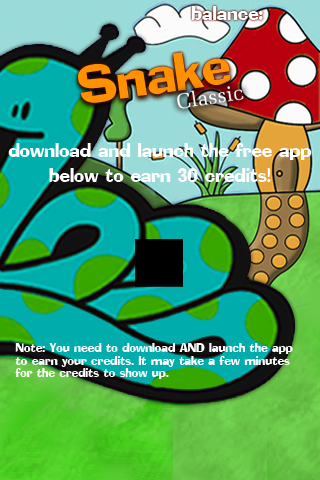 balance:
Snake
Classic
download and launch the free app
below to earn 30 credits!
Note: You need to download AND launch the app
to earn your credits. It may take a few minutes
for the credits to show up.